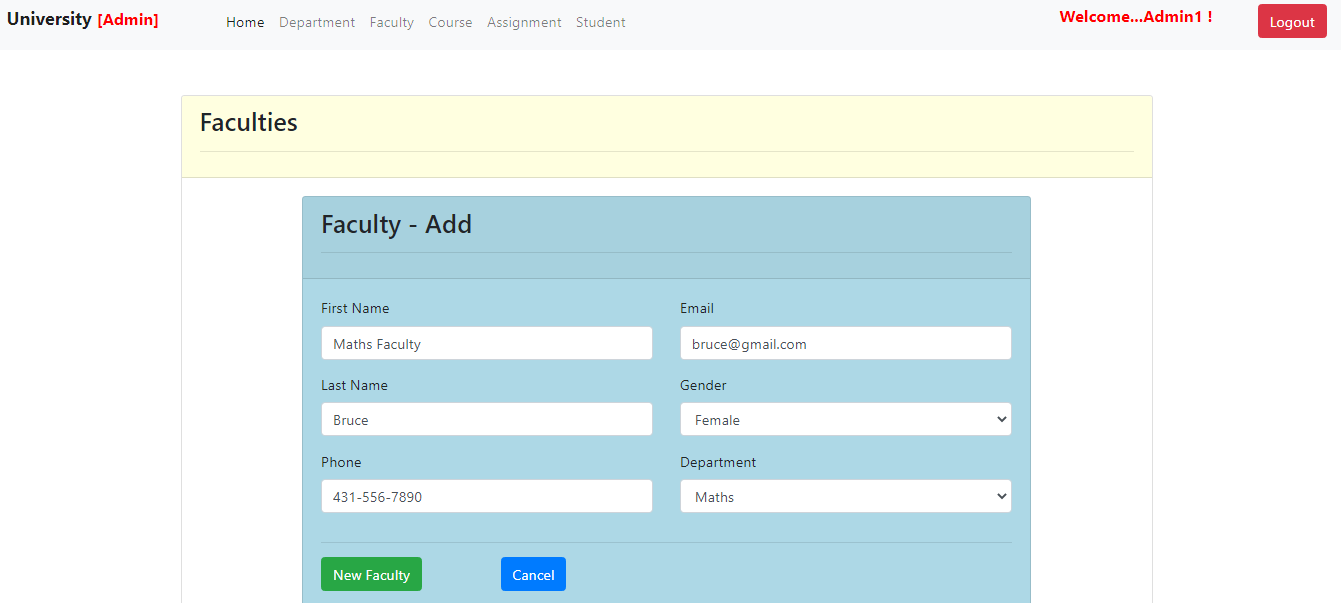 University [Admin] Home Department Faculty Course Assignment Student Welcome...Admin1 ! Logout
Faculties
Faculty - Add
First Name Email
Maths Faculty bruce@gmail.com
Last Name Gender
Bruce Female
Phone Department
431-556-7890 Maths
New Faculty Cancel